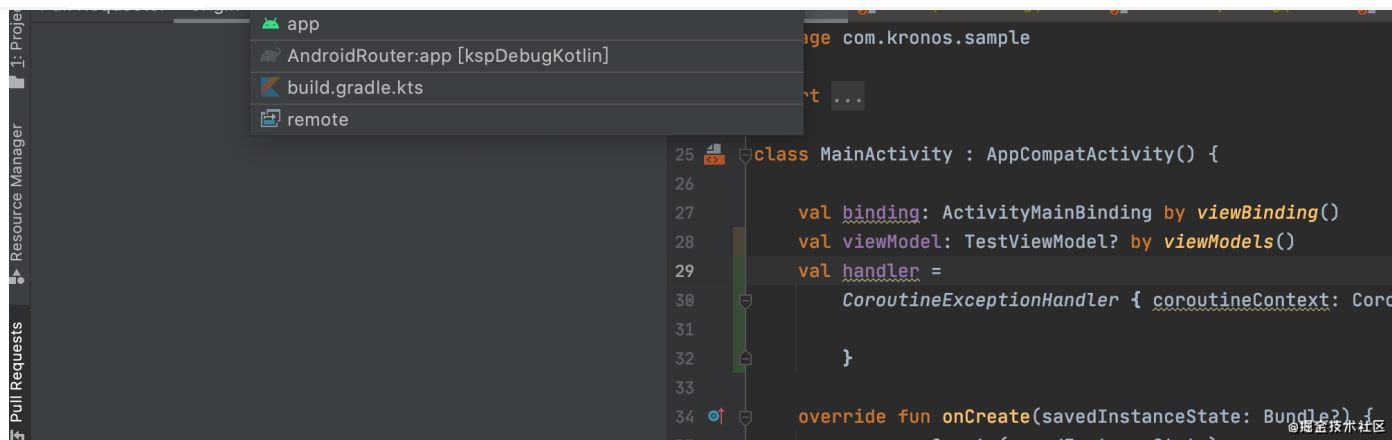 1: Projec
Resource Manager
Pull Requests
app
AndroidRouter:app [kspDebugKotlin]
build.gradle.kts
remote
age com.kronos.sample
rt ...
25 class MainActivity : AppCompatActivity() {
26
27 val binding: ActivityMainBinding by viewBinding()
28 val viewModel: TestViewModel? by viewModels()
29 val handler =
30 CoroutineExceptionHandler { coroutineContext: Coro
31
32 }
33
34 override fun onCreate(savedInstanceState: Bundle?) {
@掘金技术社区